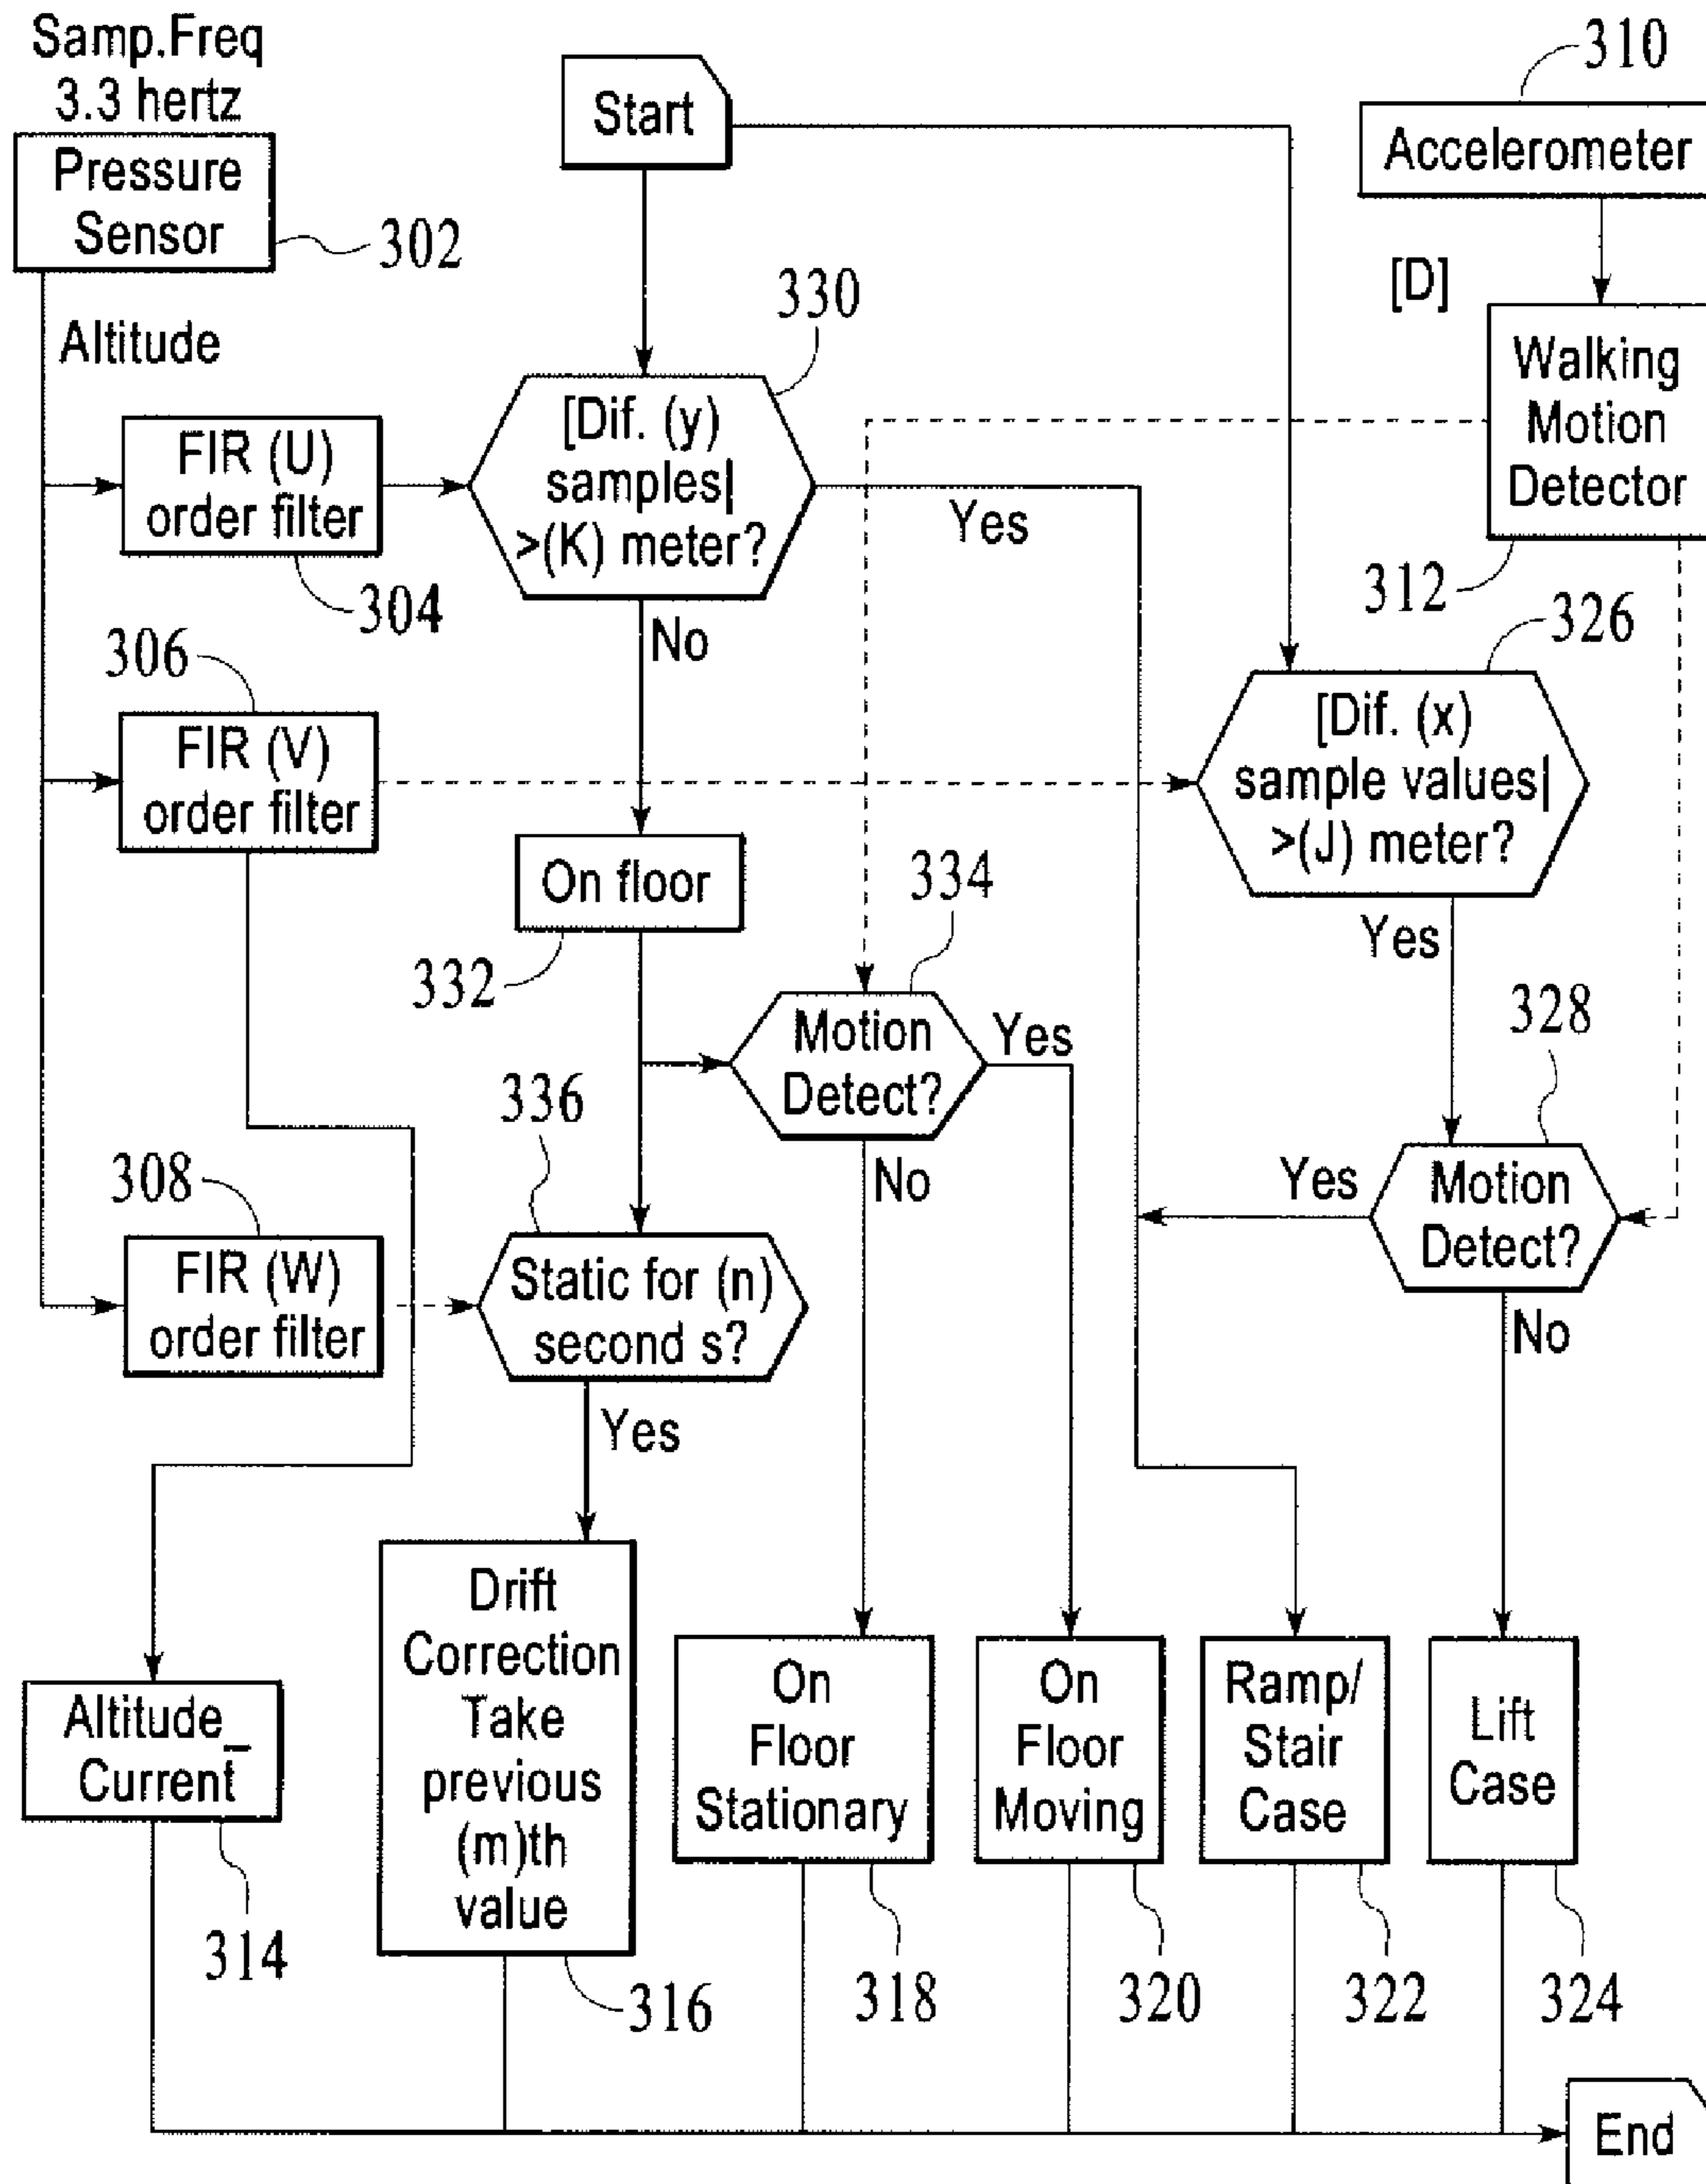 Samp.Freq
3.3 hertz
Pressure
Sensor
302
Start
310
Accelerometer
[D]
Altitude
330
Walking
Motion
Detector
312
FIR (U)
order filter
304
[Dif. (y)
samples|
>(K) meter?
Yes
No
326
306
FIR (V)
order filter
[Dif. (x)
sample values|
>(J) meter?
Yes
On floor
332
334
Motion
Detect?
Yes
No
328
Motion
Detect?
Yes
No
336
308
FIR (W)
order filter
Static for (n)
second s?
Yes
Altitude_
Current
314
Drift
Correction
Take
previous
(m)th
value
316
On
Floor
Stationary
318
On
Floor
Moving
320
Ramp/
Stair
Case
322
Lift
Case
324
End